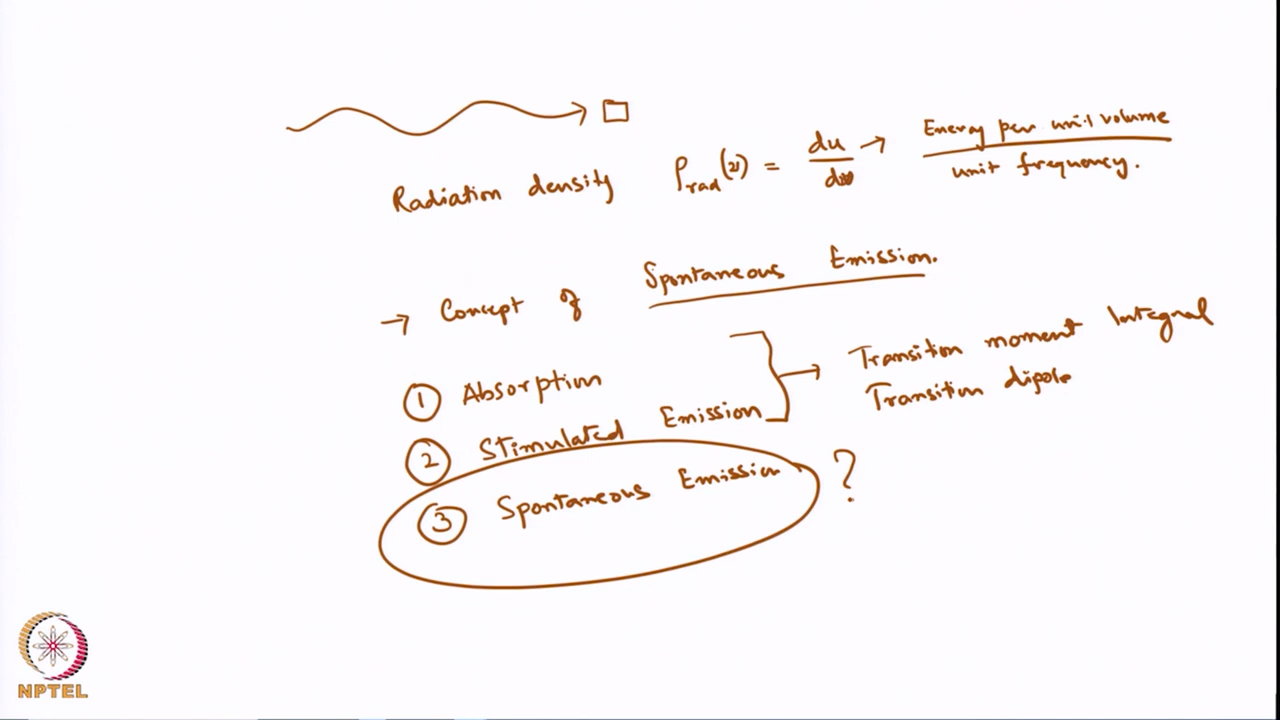 Radiation density ρ_rad(ν) = du/dν → Energy per unit volume / unit frequency.
→ Concept of Spontaneous Emission.
① Absorption
② Stimulated Emission
→ Transition moment Integral
Transition dipole
③ Spontaneous Emission ?
NPTEL